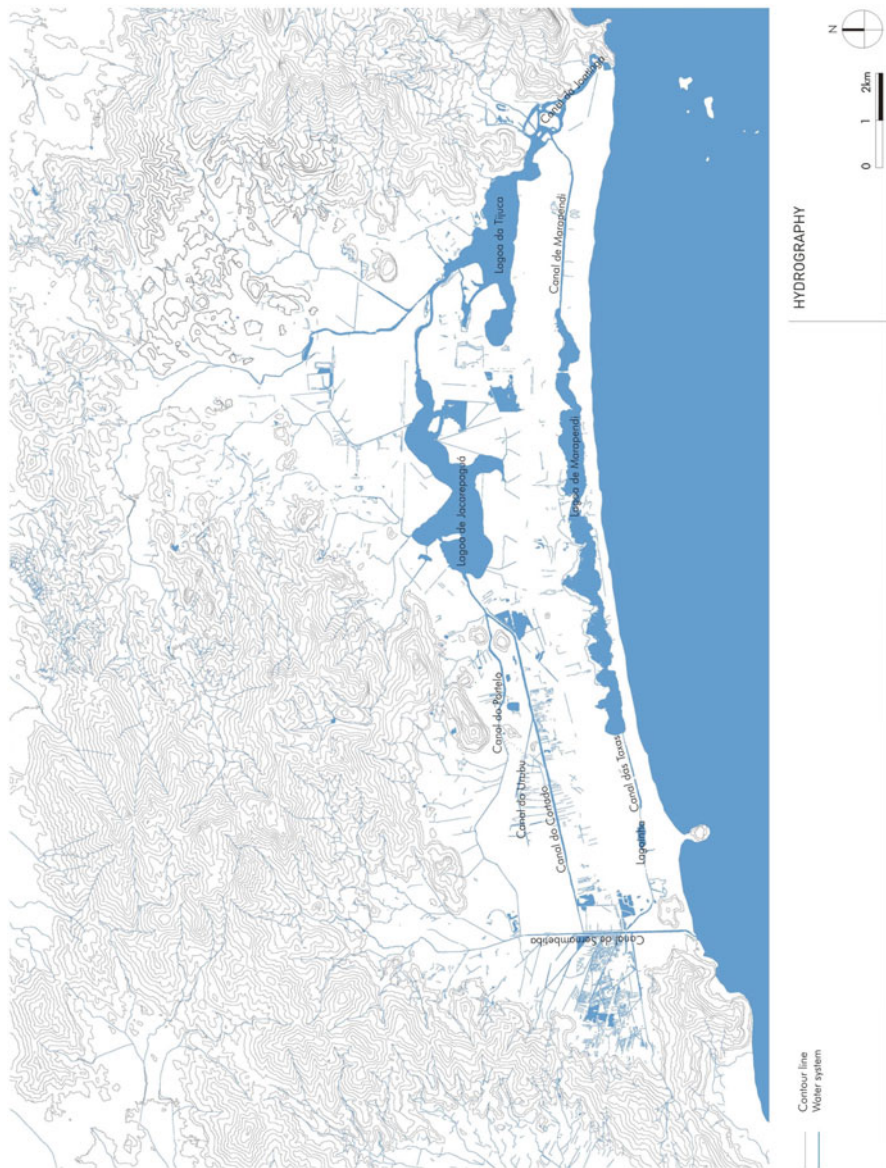 Canal da Joatinga
Lagoa da Tijuca
Canal de Marapendi
Lagoa de Jacarepaguá
Lagoa de Marapendi
Canal do Portelo
Canal do Urubu
Canal do Cortado
Canal das Taxas
Lagoinha
Canal de Sernambetiba
Contour line
Water system
HYDROGRAPHY
0 1 2km
N